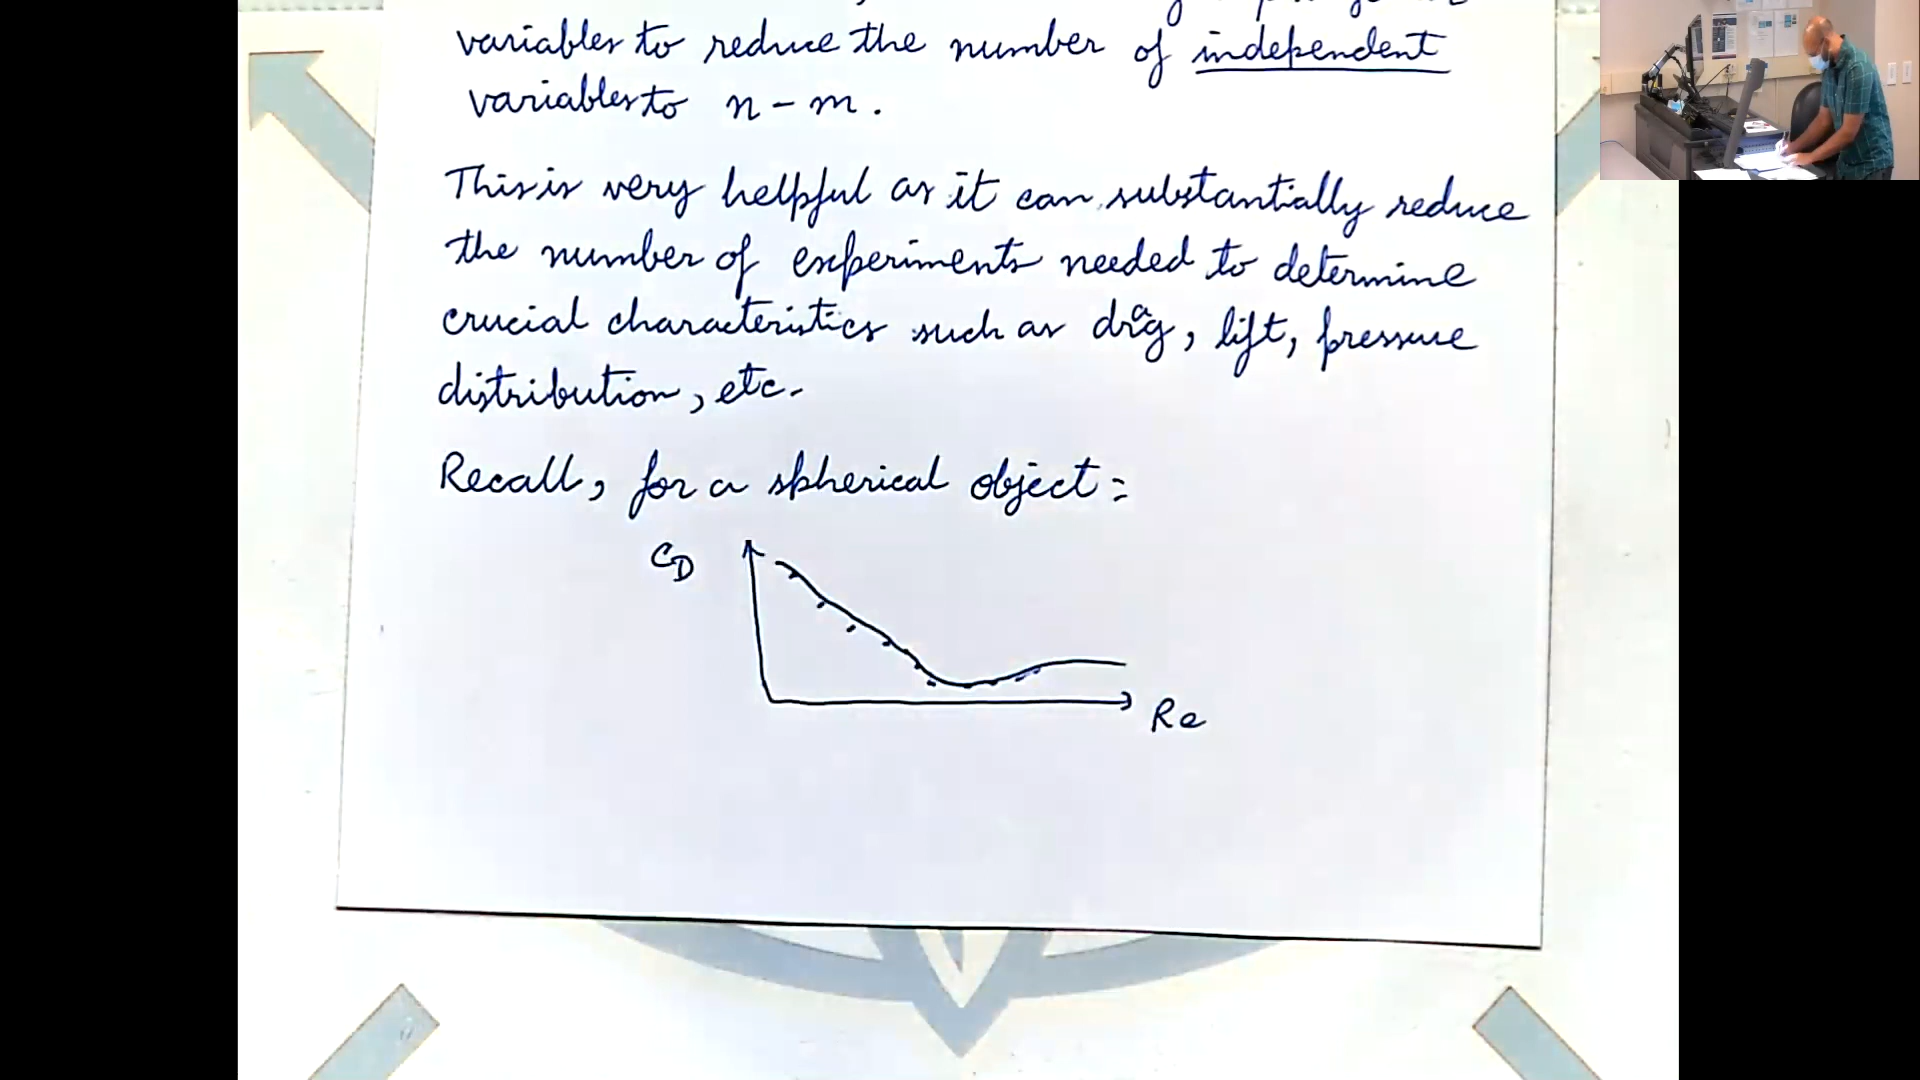 variables to reduce the number of independent
variables to n - m .
This is very helpful as it can substantially reduce
the number of experiments needed to determine
crucial characteristics such as drag, lift, pressure
distribution, etc.
Recall, for a spherical object:
CD
Re